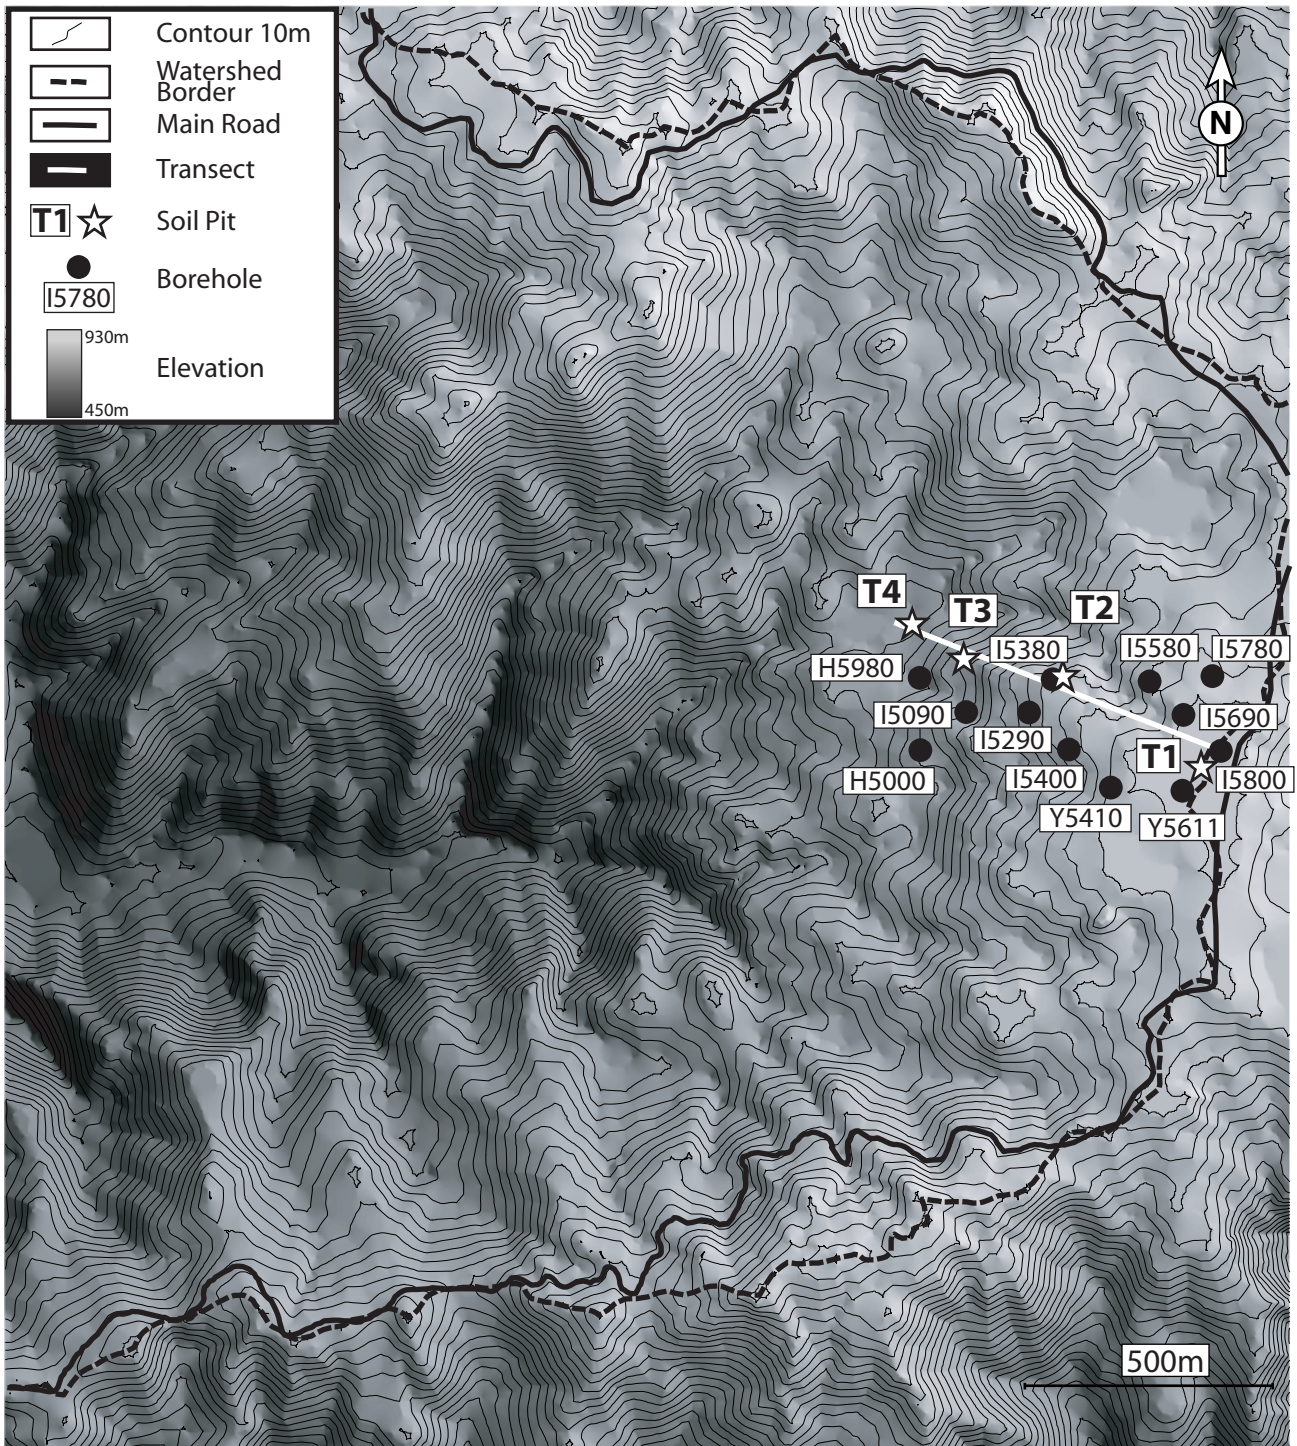 Contour 10m
Watershed
Border
Main Road
Transect
T1
Soil Pit
Borehole
I5780
930m
Elevation
450m
N
T4
T3
T2
I5380
I5580
I5780
H5980
I5090
I5690
I5290
T1
H5000
I5400
I5800
Y5410
Y5611
500m